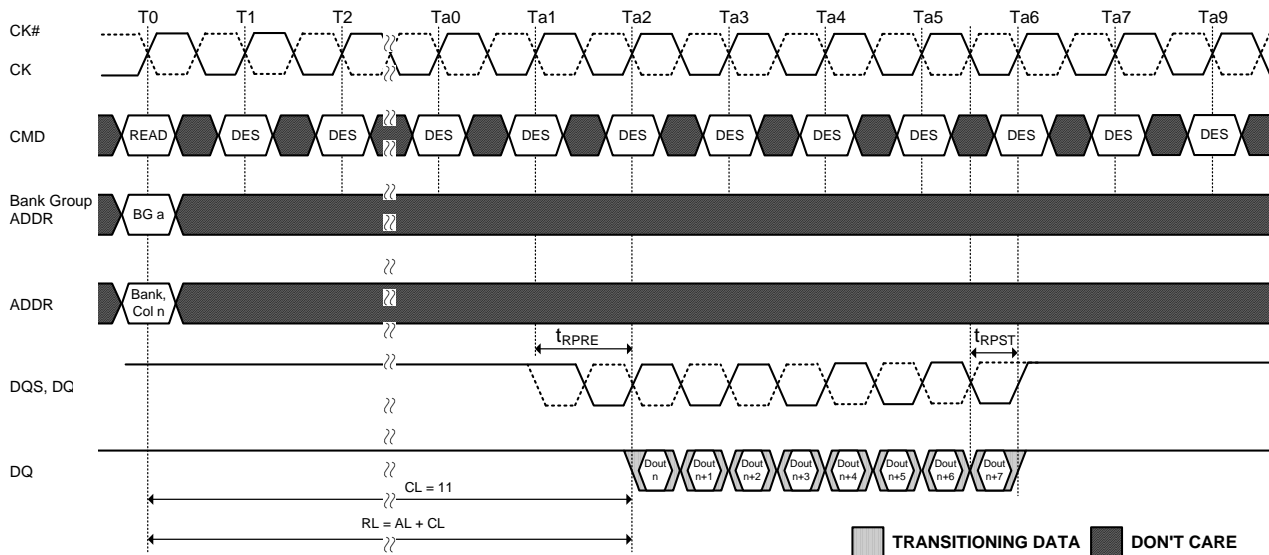 T0 T1 T2 Ta0 Ta1 Ta2 Ta3 Ta4 Ta5 Ta6 Ta7 Ta9
CK#
CK
CMD READ DES DES DES DES DES DES DES DES DES DES DES
Bank Group
ADDR BG a
ADDR Bank,
Col n
tRPRE tRPST
DQS, DQ
DQ Dout
n Dout
n+1 Dout
n+2 Dout
n+3 Dout
n+4 Dout
n+5 Dout
n+6 Dout
n+7
CL = 11
RL = AL + CL
TRANSITIONING DATA DON'T CARE